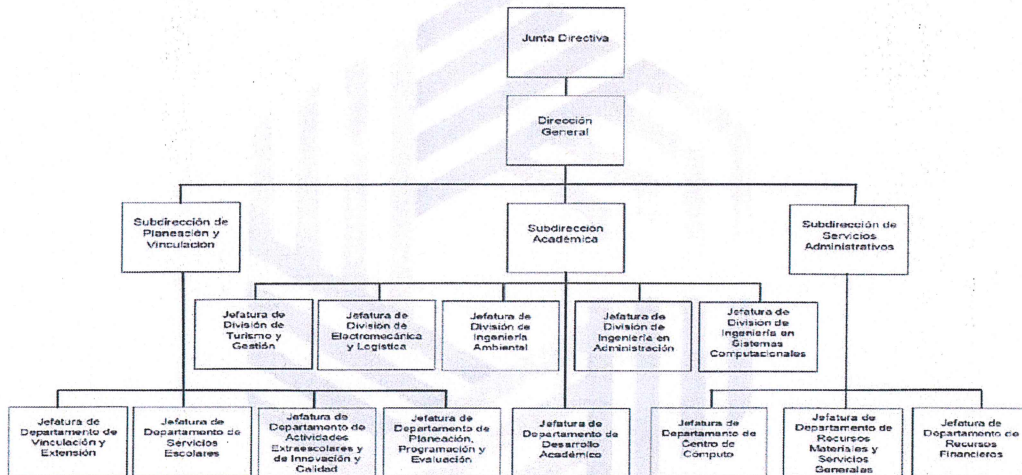 Junta Directiva
Dirección
General
Subdirección de
Planeación y
Vinculación
Subdirección
Académica
Subdirección de
Servicios
Administrativos
Jefatura de
División de
Turismo y
Gestión
Jefatura de
División de
Electromecánica
y Logística
Jefatura de
División de
Ingeniería
Ambiental
Jefatura de
División de
Ingeniería en
Administración
Jefatura de
Division de
Ingeniería en
Sistemas
Computacionales
Jefatura de
Departamento de
Vinculación y
Extensión
Jefatura de
Departamento de
Servicios
Escolares
Jefatura de
Departamento de
Actividades
Extraescolares y
de Innovación y
Calidad
Jefatura de
Departamento de
Planeación,
Programación y
Evaluación
Jefatura de
Departamento de
Desarrollo
Académico
Jefatura de
Departamento de
Centro de
Cómputo
Jefatura de
Departamento de
Recursos
Materiales y
Servicios
Generales
Jefatura de
Departamento de
Recursos
Financieros